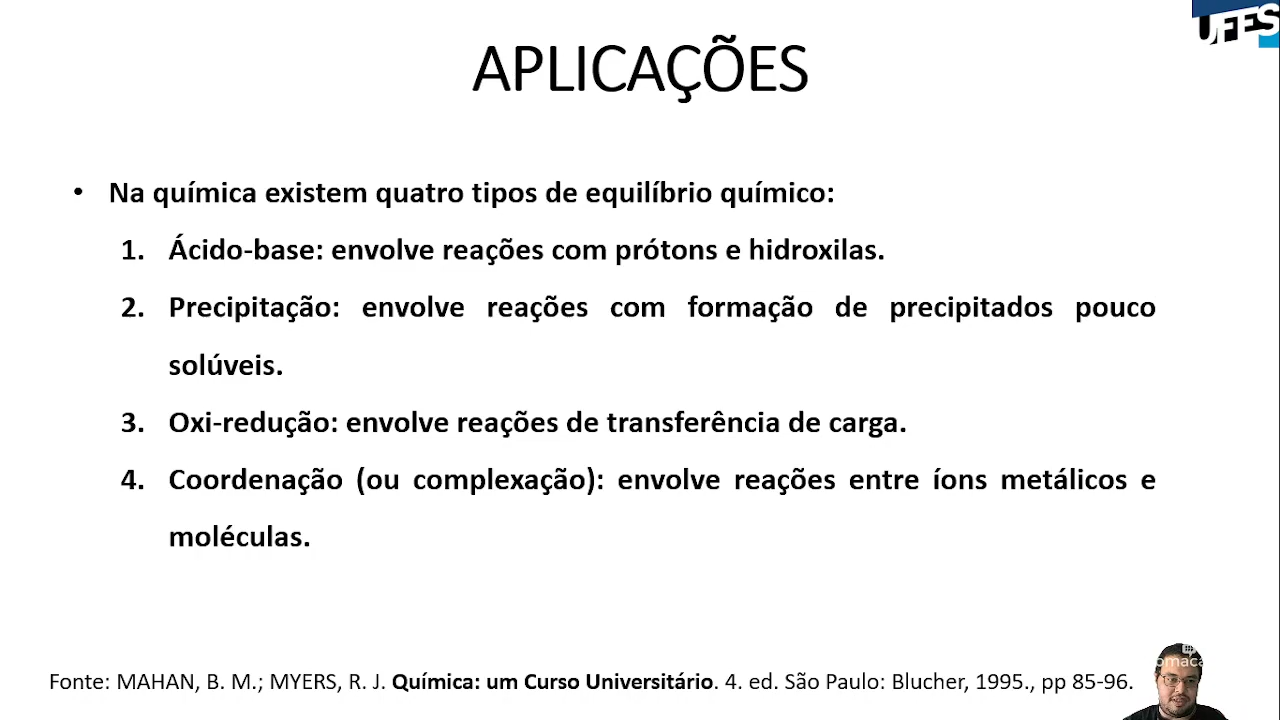 UFES
APLICAÇÕES
• Na química existem quatro tipos de equilíbrio químico:
1. Ácido-base: envolve reações com prótons e hidroxilas.
2. Precipitação: envolve reações com formação de precipitados pouco
solúveis.
3. Oxi-redução: envolve reações de transferência de carga.
4. Coordenação (ou complexação): envolve reações entre íons metálicos e
moléculas.
Fonte: MAHAN, B. M.; MYERS, R. J. Química: um Curso Universitário. 4. ed. São Paulo: Blucher, 1995., pp 85-96.